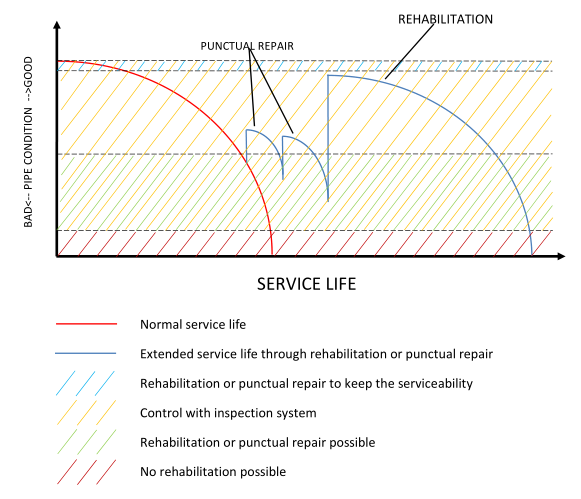 REHABILITATION
PUNCTUAL REPAIR
BAD<-- PIPE CONDITION -->GOOD
SERVICE LIFE
Normal service life
Extended service life through rehabilitation or punctual repair
Rehabilitation or punctual repair to keep the serviceability
Control with inspection system
Rehabilitation or punctual repair possible
No rehabilitation possible